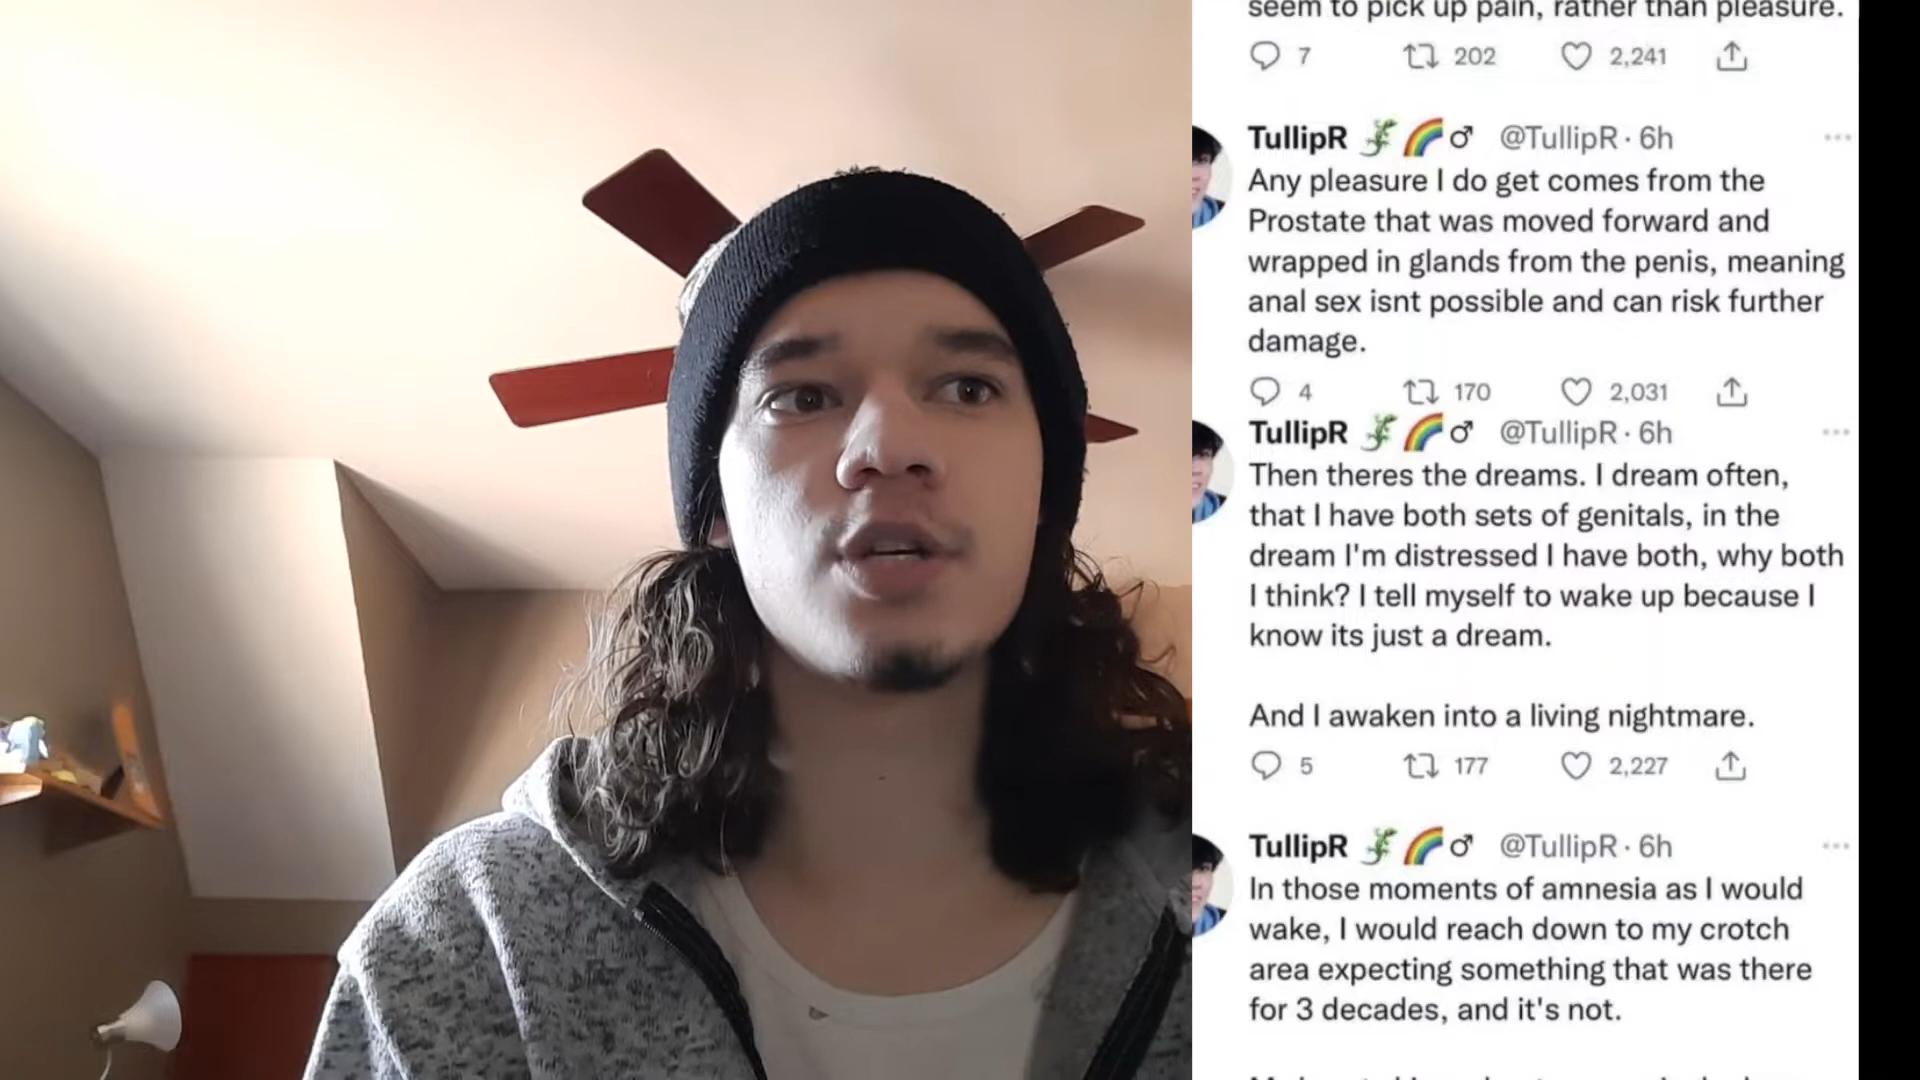 seem to pick up pain, rather than pleasure.
7 202 2,241
TullipR 🦎🌈♂ @TullipR · 6h
Any pleasure I do get comes from the
Prostate that was moved forward and
wrapped in glands from the penis, meaning
anal sex isnt possible and can risk further
damage.
4 170 2,031
TullipR 🦎🌈♂ @TullipR · 6h
Then theres the dreams. I dream often,
that I have both sets of genitals, in the
dream I'm distressed I have both, why both
I think? I tell myself to wake up because I
know its just a dream.
And I awaken into a living nightmare.
5 177 2,227
TullipR 🦎🌈♂ @TullipR · 6h
In those moments of amnesia as I would
wake, I would reach down to my crotch
area expecting something that was there
for 3 decades, and it's not.